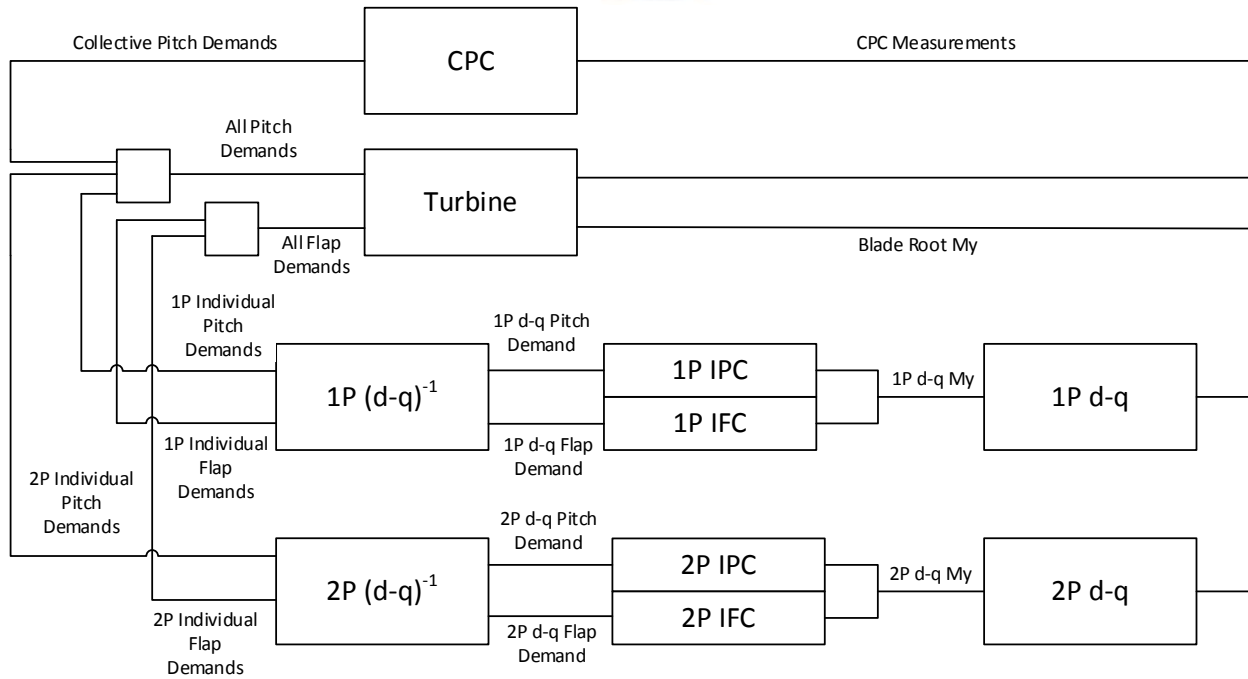 Collective Pitch Demands
CPC
CPC Measurements
All Pitch
Demands
Turbine
All Flap
Demands
Blade Root My
1P Individual
Pitch
Demands
1P d-q Pitch
Demand
1P (d-q)-1
1P IPC
1P IFC
1P d-q My
1P d-q
1P Individual
Flap
Demands
1P d-q Flap
Demand
2P Individual
Pitch
Demands
2P d-q Pitch
Demand
2P (d-q)-1
2P IPC
2P IFC
2P d-q My
2P d-q
2P Individual
Flap
Demands
2P d-q Flap
Demand